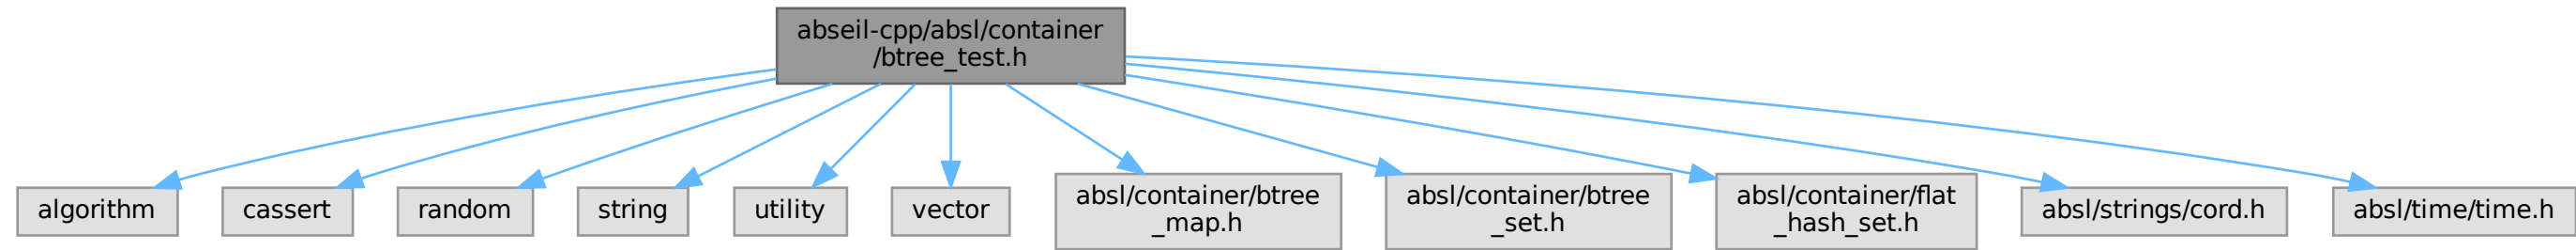 abseil-cpp/absl/container
/btree_test.h
algorithm
cassert
random
string
utility
vector
absl/container/btree
_map.h
absl/container/btree
_set.h
absl/container/flat
_hash_set.h
absl/strings/cord.h
absl/time/time.h